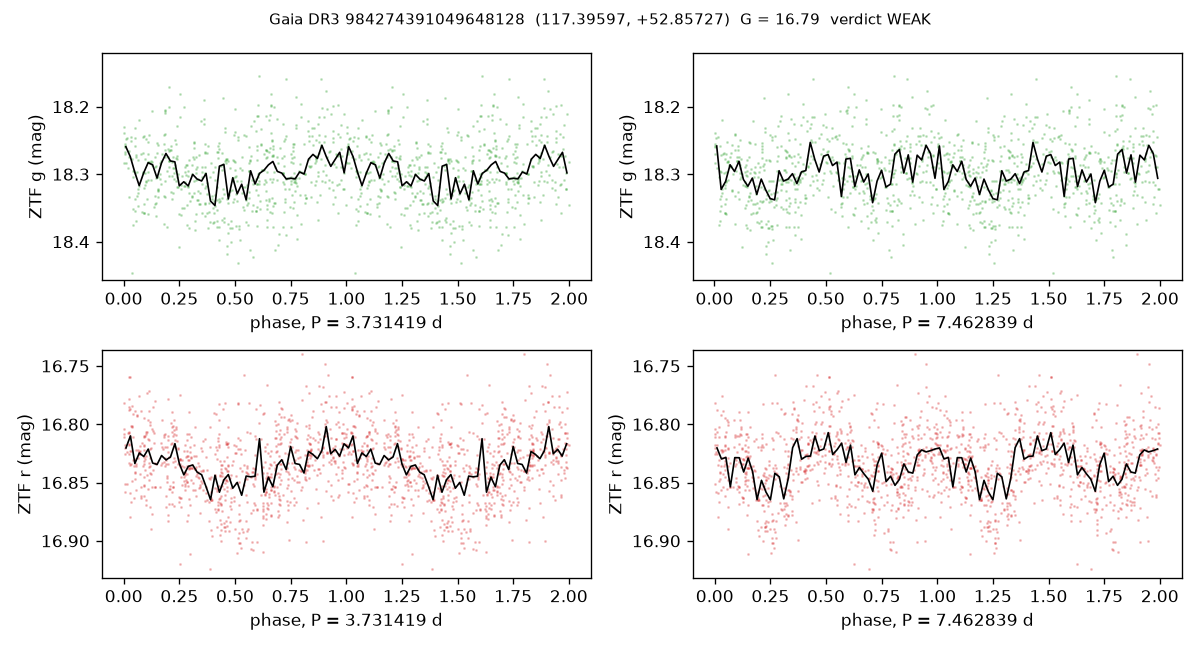 Gaia DR3 984274391049648128  (117.39597, +52.85727)  G = 16.79  verdict WEAK
ZTF g (mag)
18.2
18.3
18.4
0.00 0.25 0.50 0.75 1.00 1.25 1.50 1.75 2.00
phase, P = 3.731419 d
ZTF g (mag)
18.2
18.3
18.4
0.00 0.25 0.50 0.75 1.00 1.25 1.50 1.75 2.00
phase, P = 7.462839 d
ZTF r (mag)
16.75
16.80
16.85
16.90
0.00 0.25 0.50 0.75 1.00 1.25 1.50 1.75 2.00
phase, P = 3.731419 d
ZTF r (mag)
16.75
16.80
16.85
16.90
0.00 0.25 0.50 0.75 1.00 1.25 1.50 1.75 2.00
phase, P = 7.462839 d